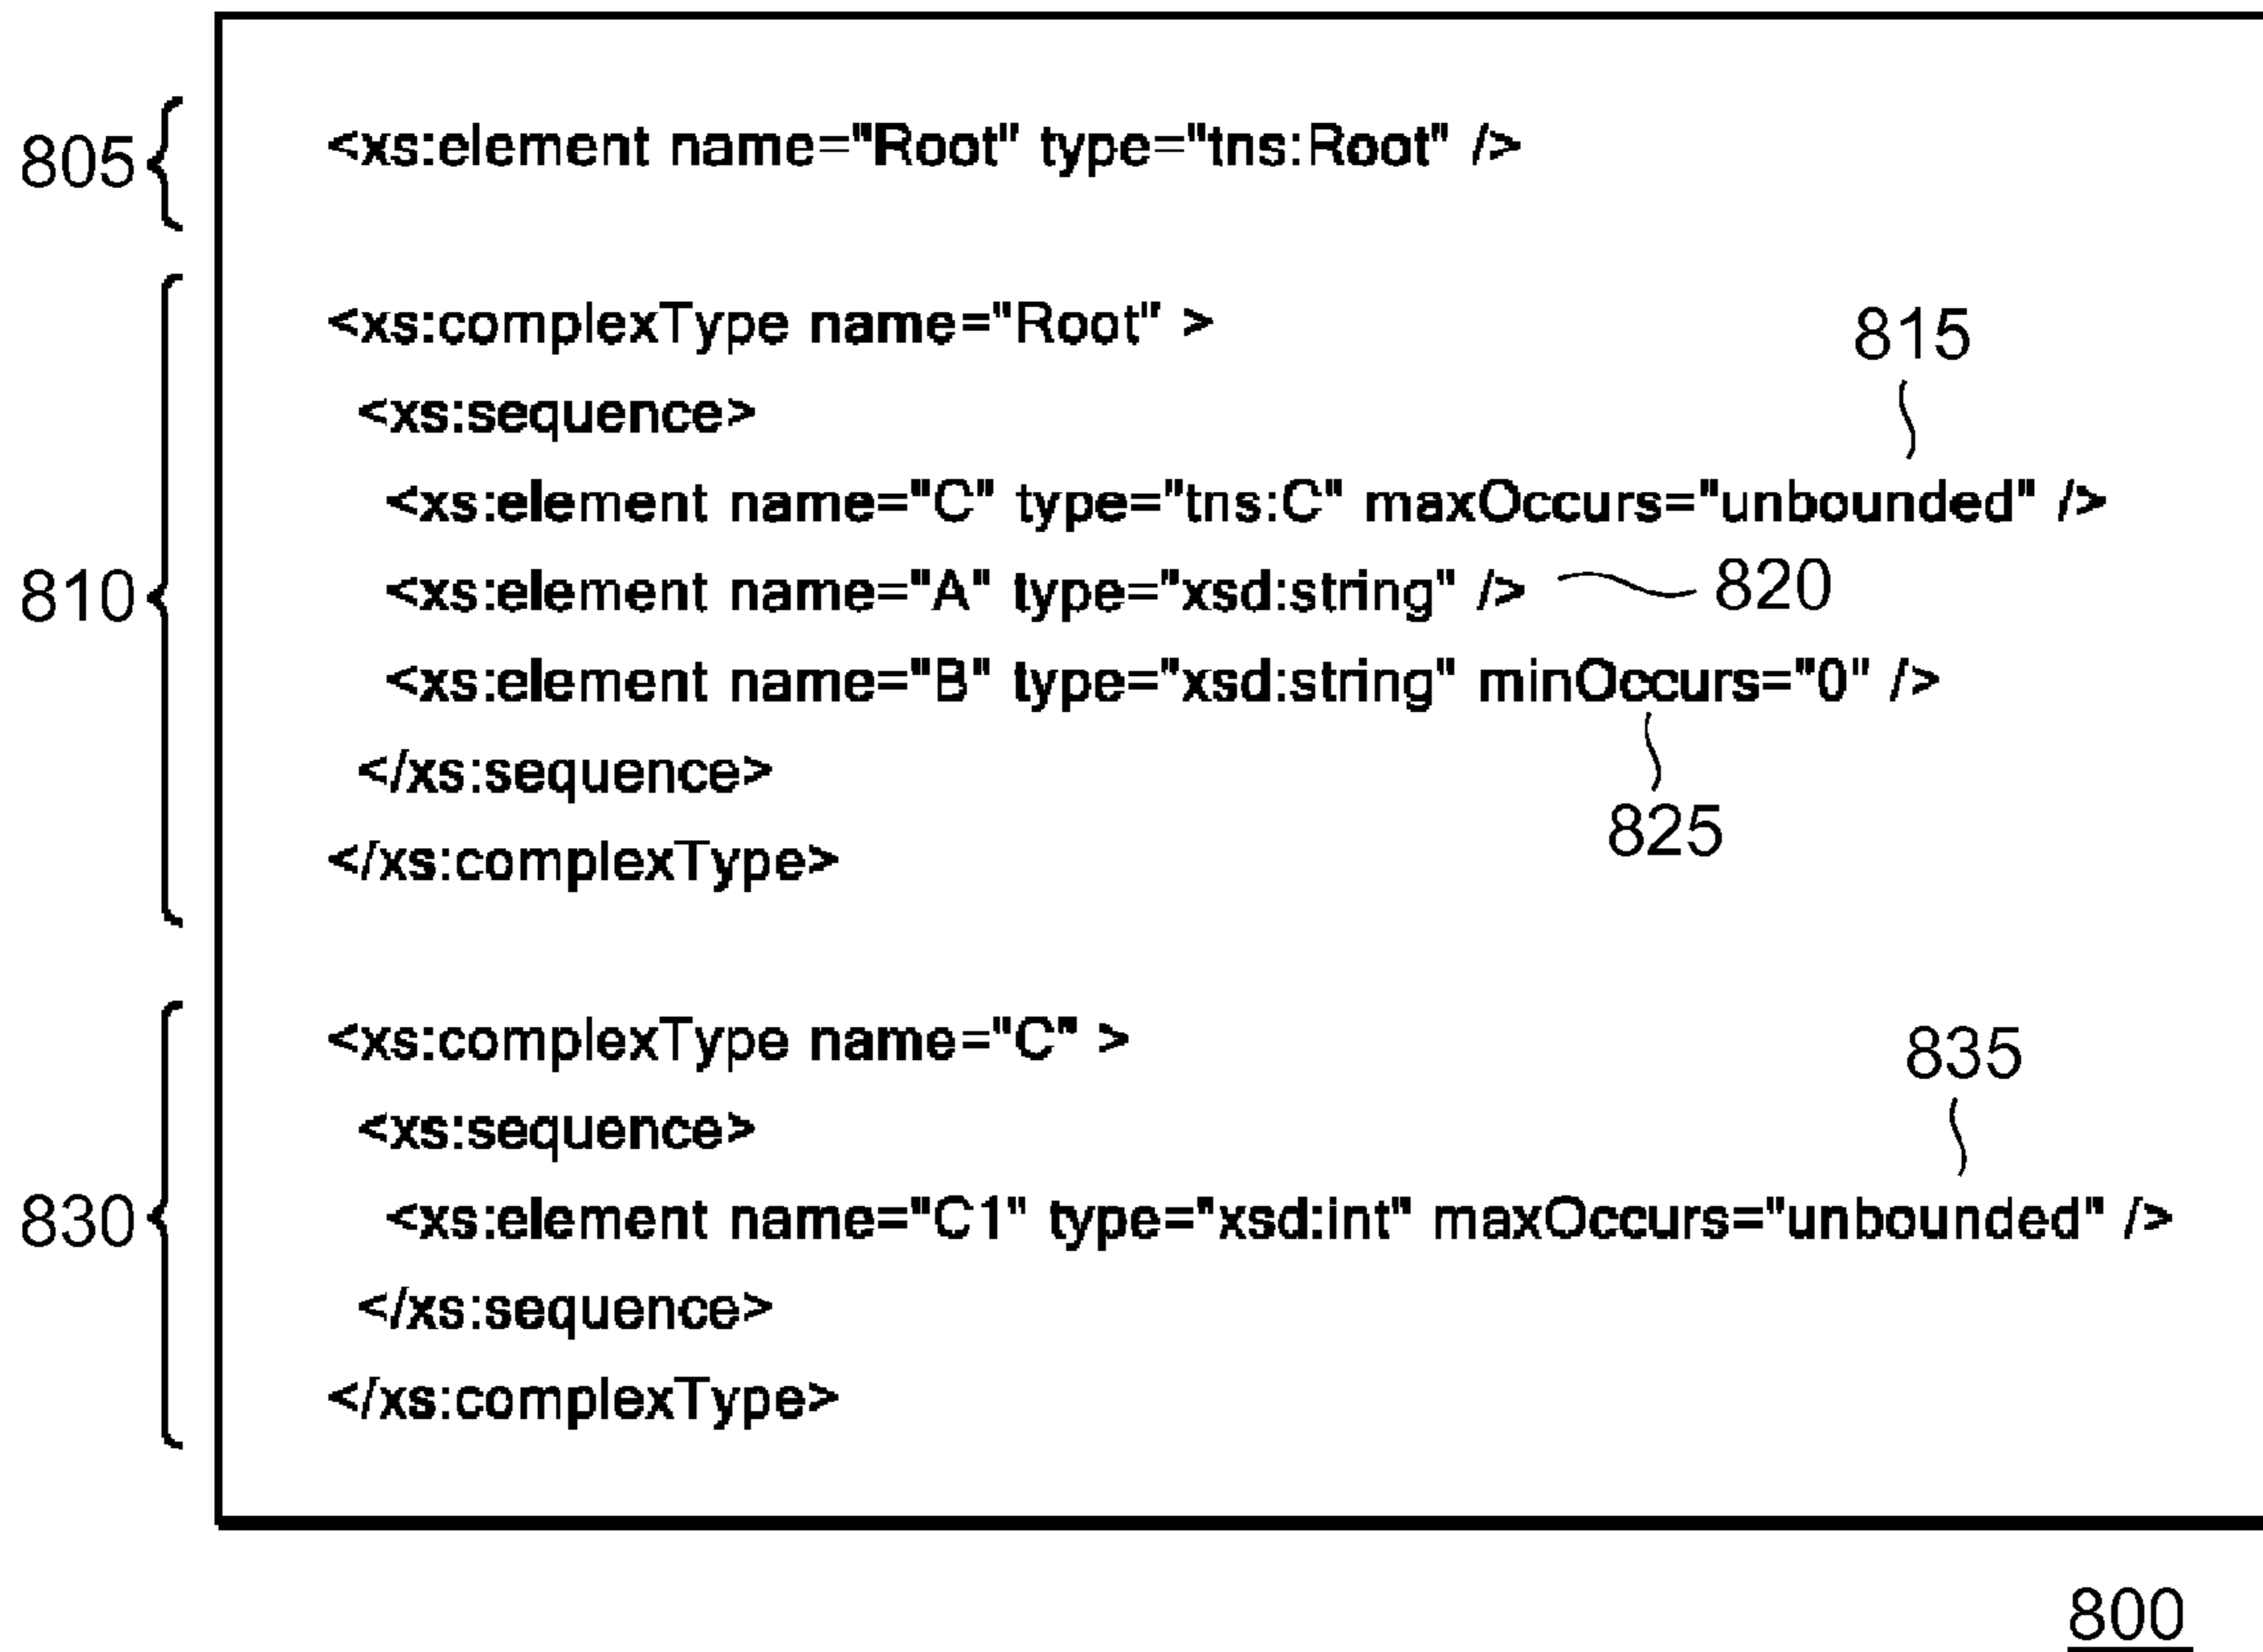 805
<xs:element name="Root" type="tns:Root" />
810
<xs:complexType name="Root" >
<xs:sequence>
815
<xs:element name="C" type="tns:C" maxOccurs="unbounded" />
<xs:element name="A" type="xsd:string" /> 820
<xs:element name="B" type="xsd:string" minOccurs="0" />
825
</xs:sequence>
</xs:complexType>
830
<xs:complexType name="C" >
<xs:sequence>
835
<xs:element name="C1" type="xsd:int" maxOccurs="unbounded" />
</xs:sequence>
</xs:complexType>
800